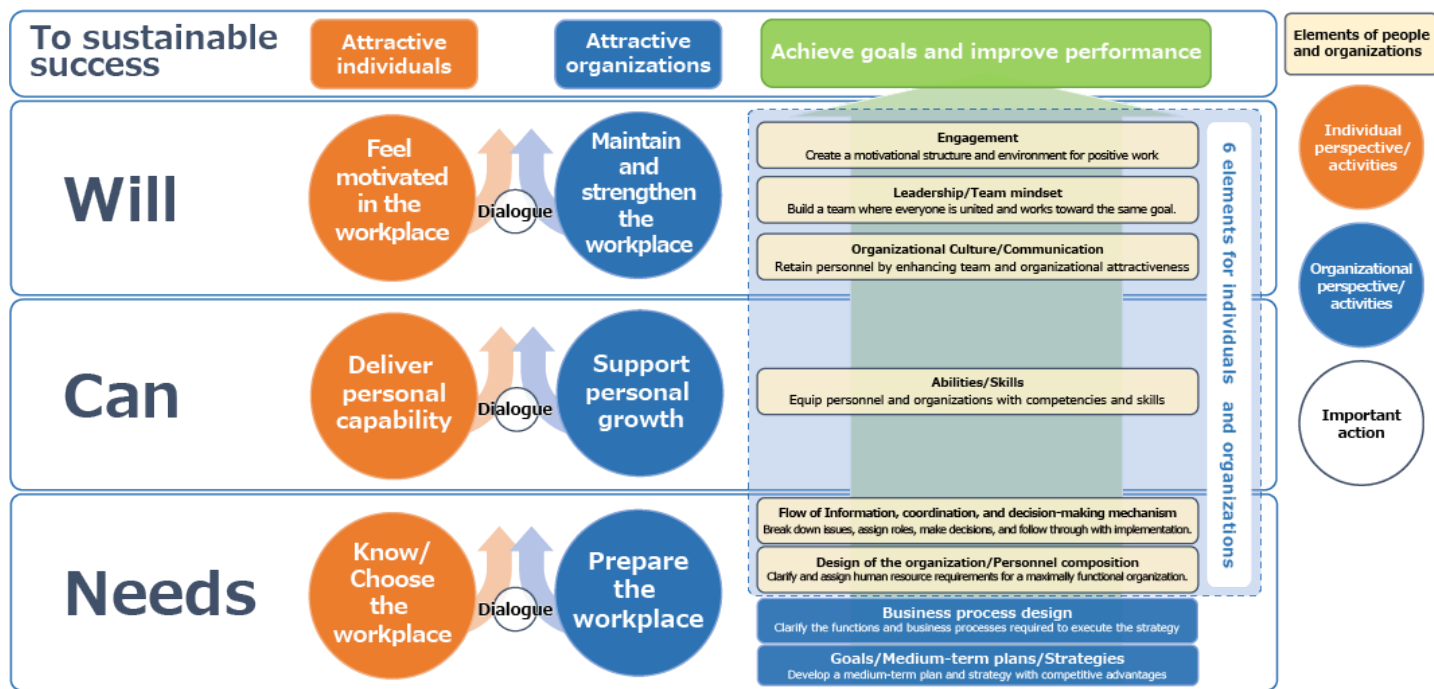 To sustainable
success
Attractive
individuals
Attractive
organizations
Achieve goals and improve performance
Elements of people
and organizations
Will
Feel
motivated
in the
workplace
Dialogue
Maintain
and
strengthen
the
workplace
Engagement
Create a motivational structure and environment for positive work
Leadership/Team mindset
Build a team where everyone is united and works toward the same goal.
Organizational Culture/Communication
Retain personnel by enhancing team and organizational attractiveness
6 elements for individuals and organizations
Individual
perspective/
activities
Organizational
perspective/
activities
Important
action
Can
Deliver
personal
capability
Dialogue
Support
personal
growth
Abilities/Skills
Equip personnel and organizations with competencies and skills
Needs
Know/
Choose
the
workplace
Dialogue
Prepare
the
workplace
Flow of Information, coordination, and decision-making mechanism
Break down issues, assign roles, make decisions, and follow through with implementation.
Design of the organization/Personnel composition
Clarify and assign human resource requirements for a maximally functional organization.
Business process design
Clarify the functions and business processes required to execute the strategy
Goals/Medium-term plans/Strategies
Develop a medium-term plan and strategy with competitive advantages